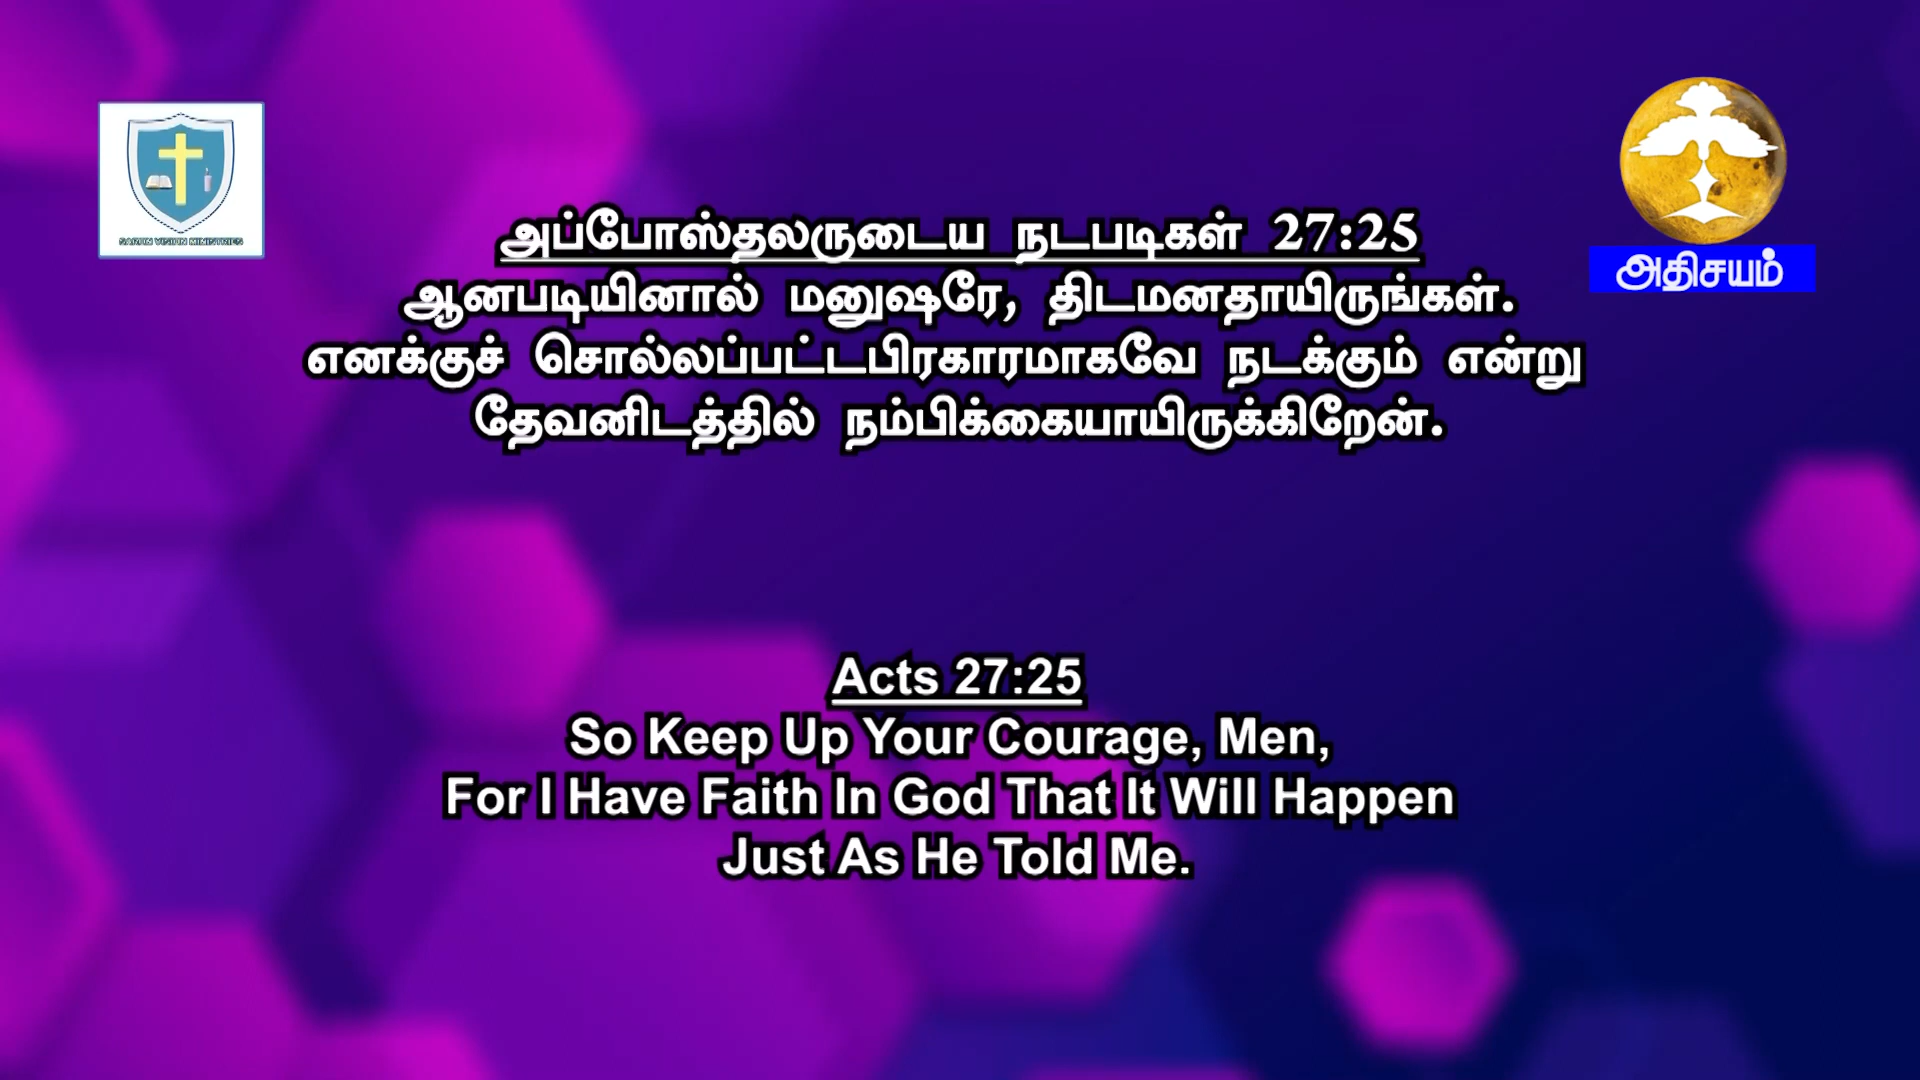 அப்போஸ்தலருடைய நடபடிகள் 27:25
ஆனபடியினால் மனுஷரே, திடமனதாயிருங்கள்.
எனக்குச் சொல்லப்பட்டபிரகாரமாகவே நடக்கும் என்று
தேவனிடத்தில் நம்பிக்கையாயிருக்கிறேன்.
அதிசயம்
Acts 27:25
So Keep Up Your Courage, Men,
For I Have Faith In God That It Will Happen
Just As He Told Me.